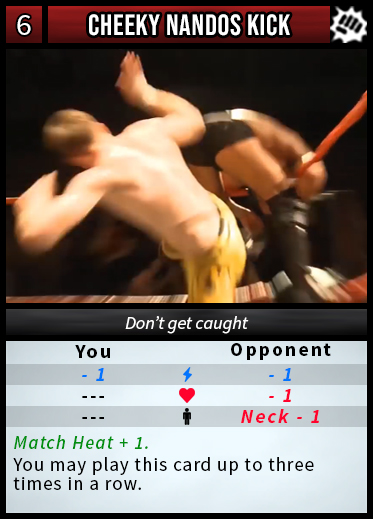 6 CHEEKY NANDOS KICK
Don't get caught
You Opponent
- 1 - 1
--- - 1
--- Neck - 1
Match Heat + 1.
You may play this card up to three
times in a row.